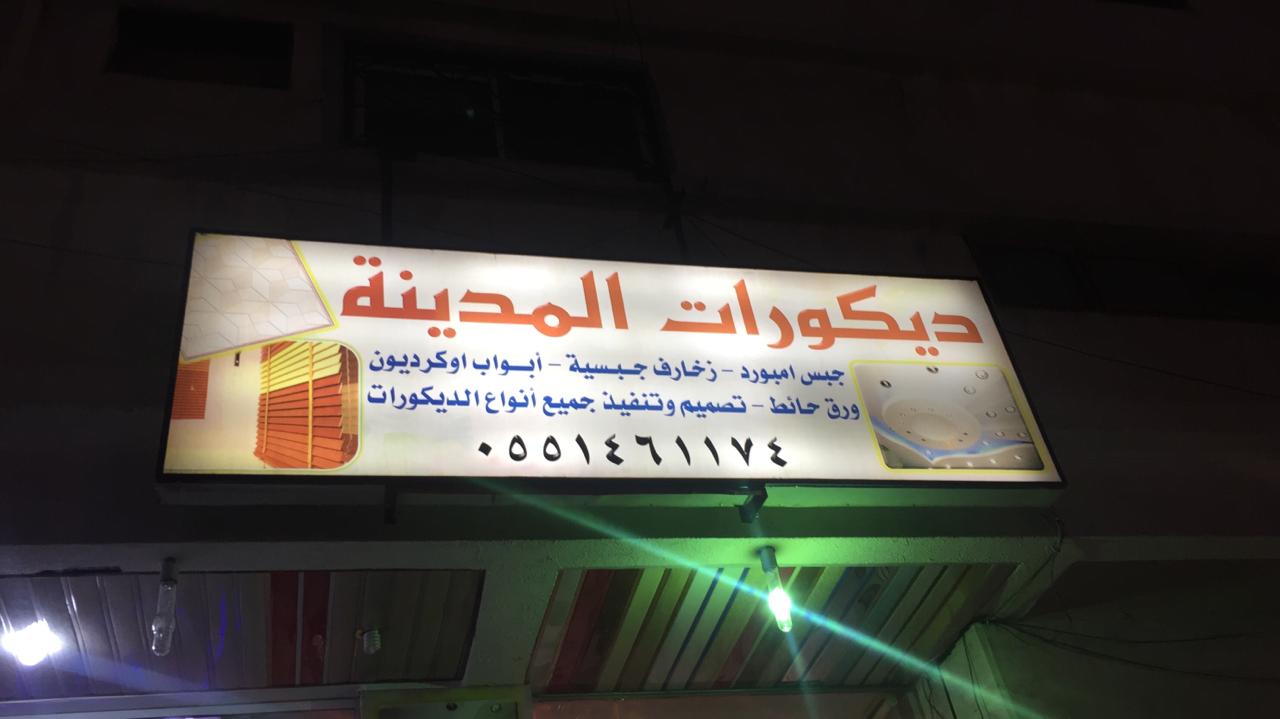 ديكورات المدينة
جبس امبورد - زخارف جبسية - أبواب اوكرديون
ورق حائط - تصميم وتنفيذ جميع أنواع الديكورات
٠٥٥١٤٦١١٧٤